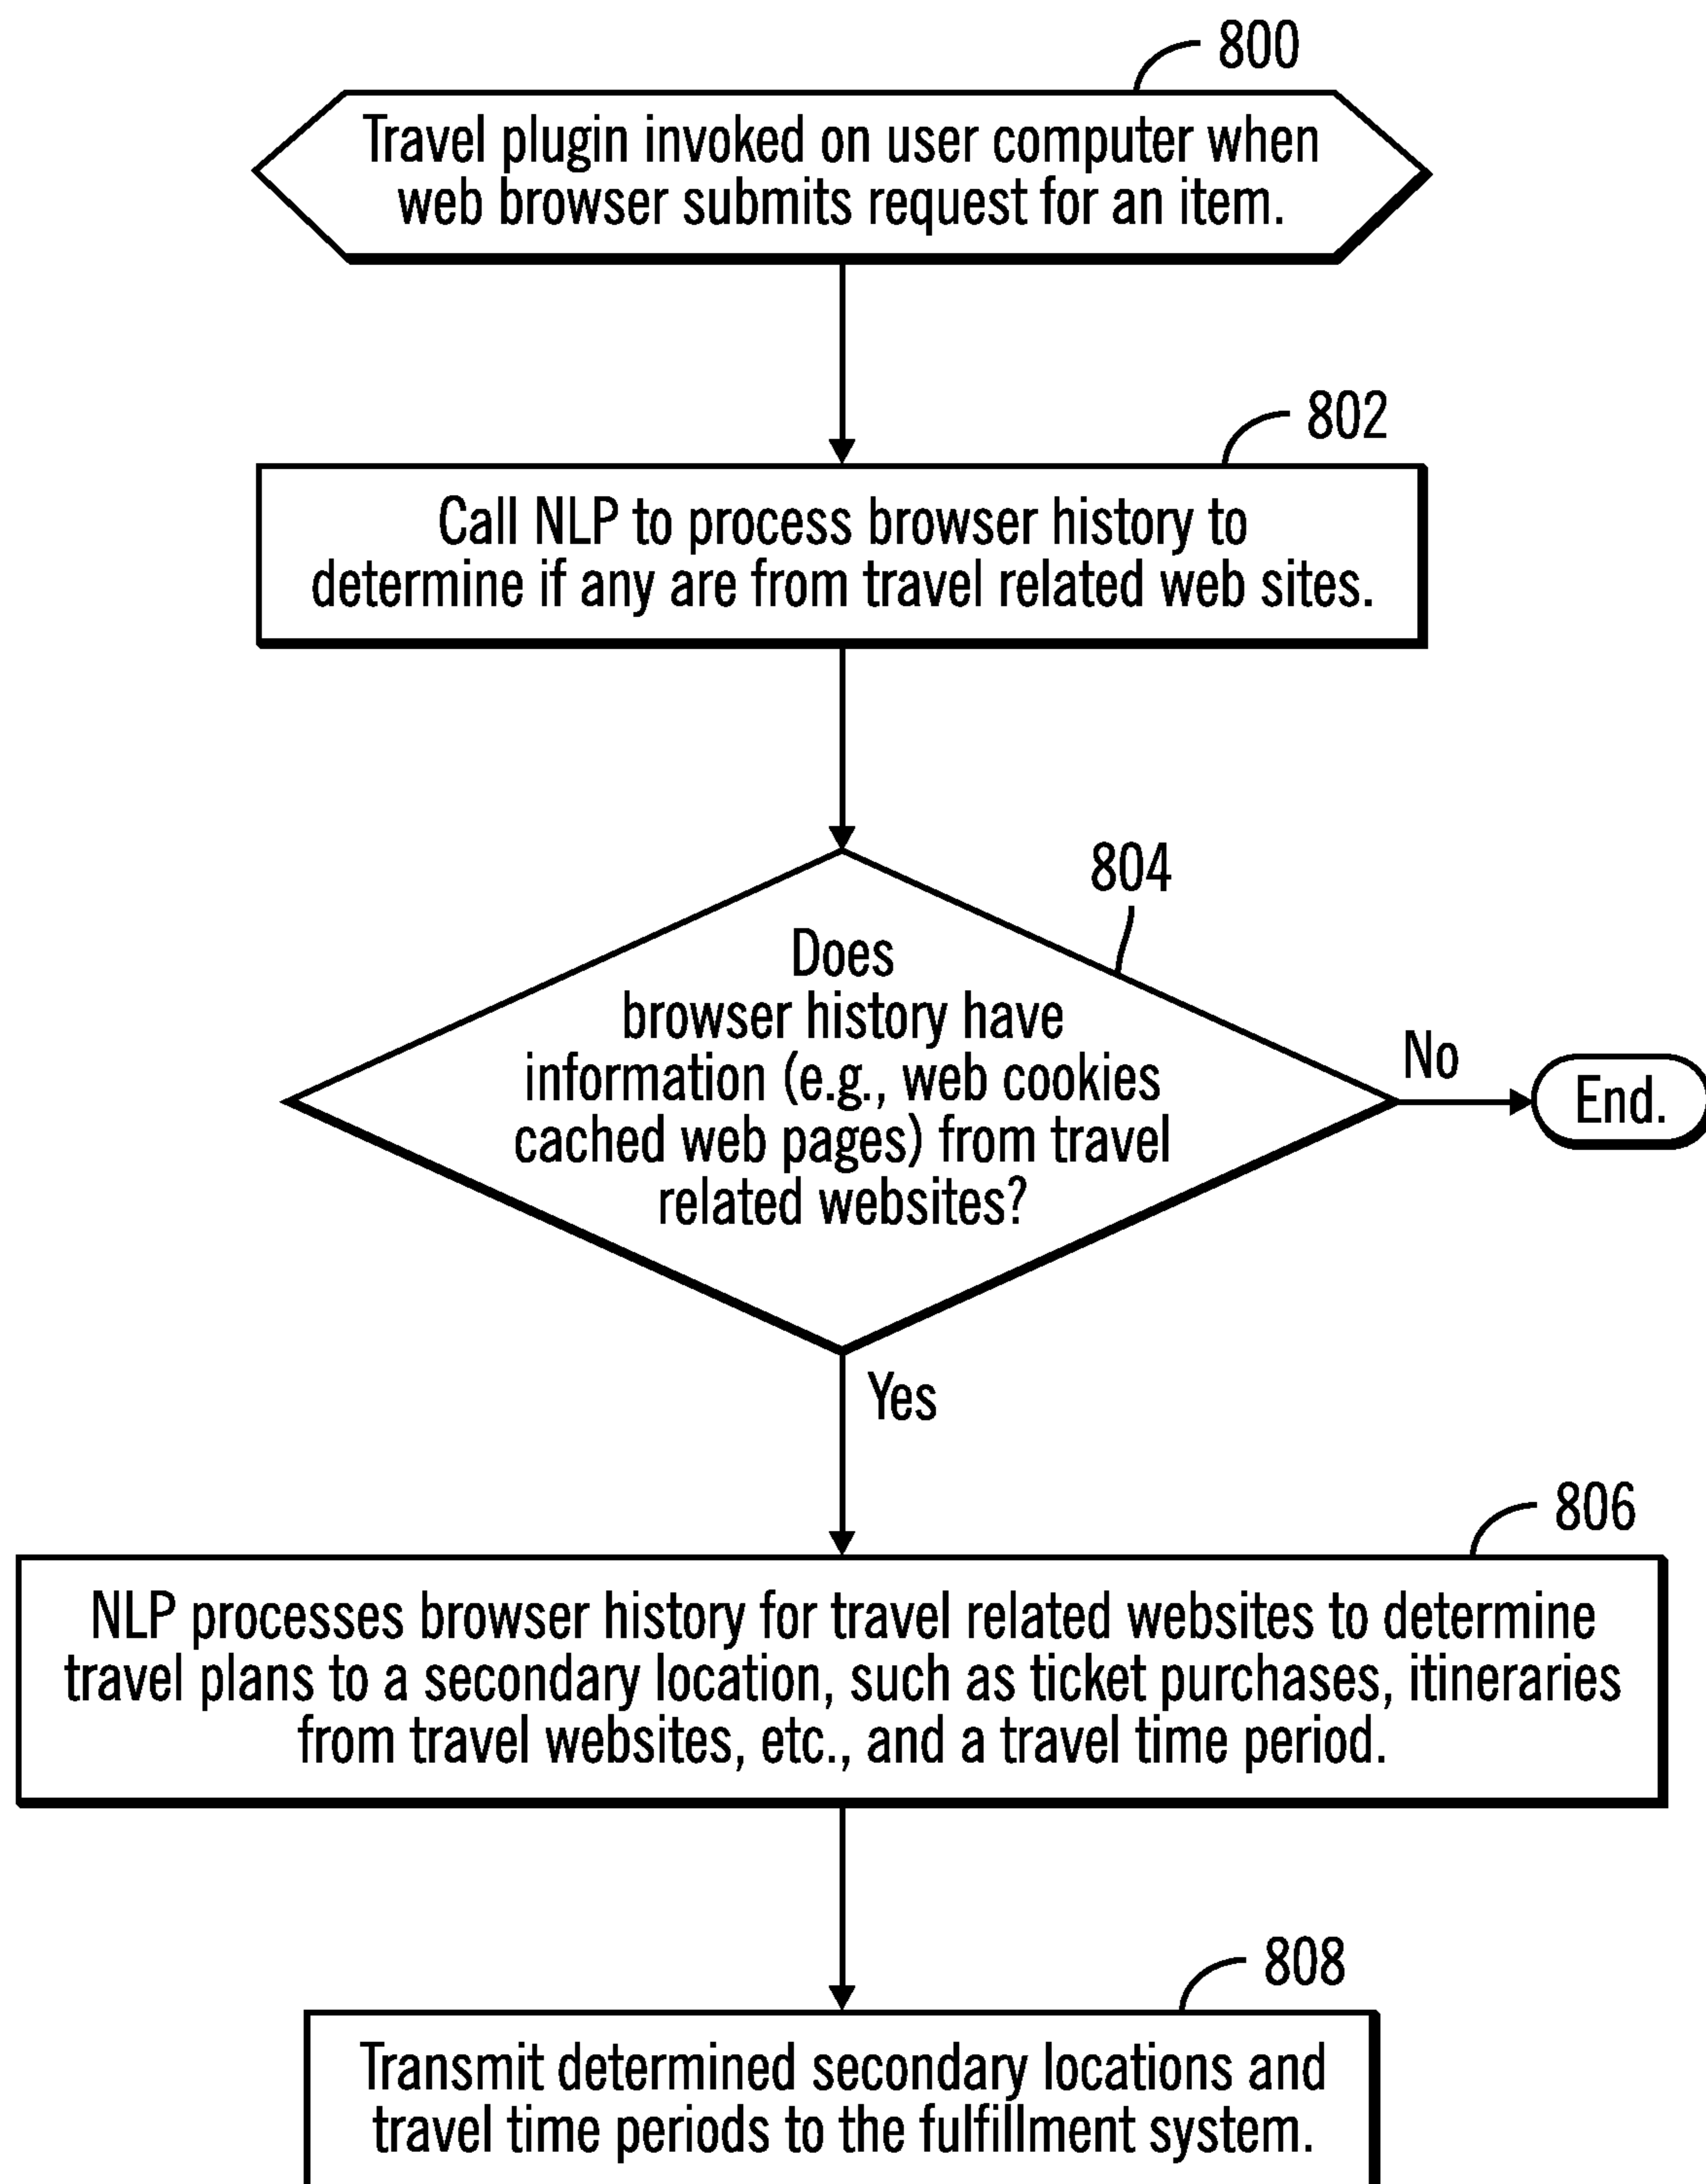 800
Travel plugin invoked on user computer when
web browser submits request for an item.
802
Call NLP to process browser history to
determine if any are from travel related web sites.
804
Does
browser history have
information (e.g., web cookies
cached web pages) from travel
related websites?
No
End.
Yes
806
NLP processes browser history for travel related websites to determine
travel plans to a secondary location, such as ticket purchases, itineraries
from travel websites, etc., and a travel time period.
808
Transmit determined secondary locations and
travel time periods to the fulfillment system.